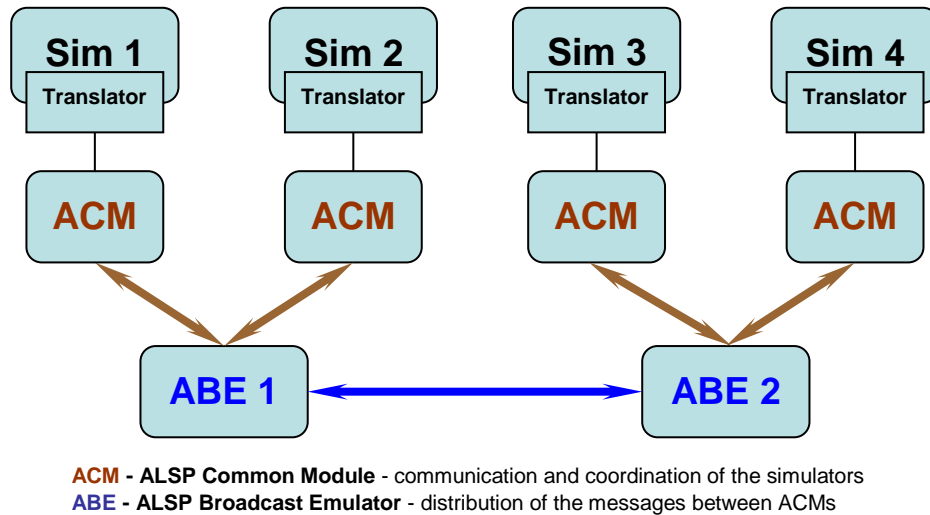 Sim 1 Sim 2 Sim 3 Sim 4
Translator Translator Translator Translator
ACM ACM ACM ACM
ABE 1 ABE 2
ACM - ALSP Common Module - communication and coordination of the simulators
ABE - ALSP Broadcast Emulator - distribution of the messages between ACMs